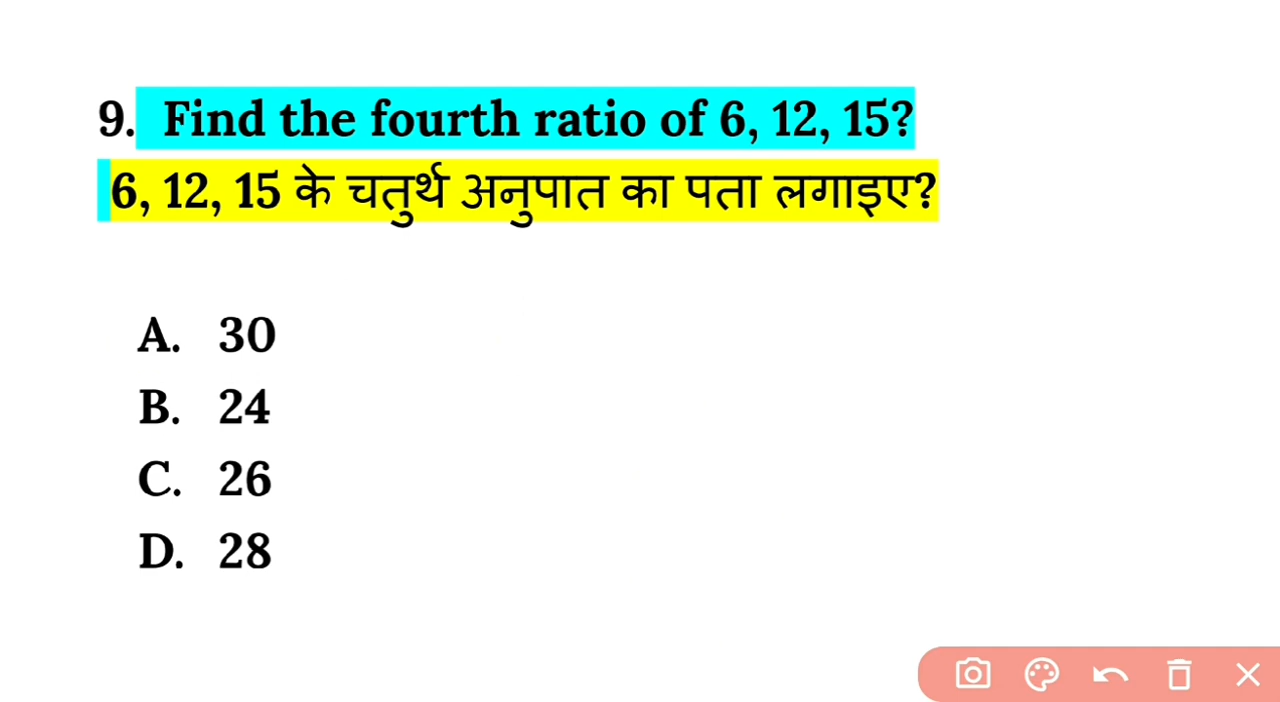 9. Find the fourth ratio of 6, 12, 15?
6, 12, 15 के चतुर्थ अनुपात का पता लगाइए?
A. 30
B. 24
C. 26
D. 28